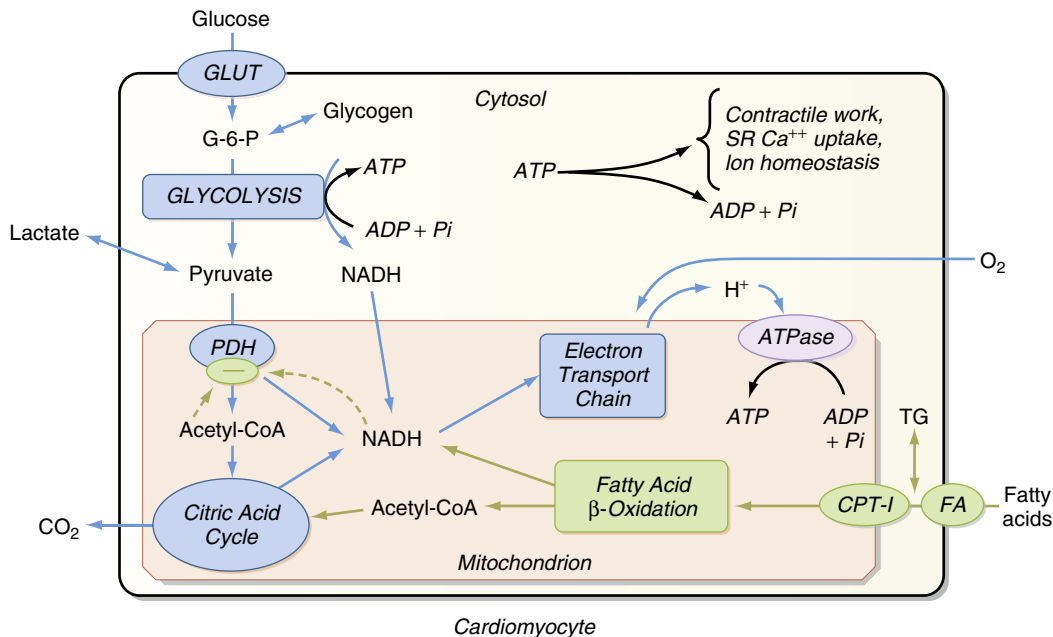 Glucose
GLUT
Cytosol
G-6-P
Glycogen
Contractile work,
SR Ca⁺⁺ uptake,
Ion homeostasis
ATP
ATP
GLYCOLYSIS
ADP + Pi
ADP + Pi
Lactate
Pyruvate
NADH
O₂
H⁺
PDH
—
Electron
Transport
Chain
ATPase
Acetyl-CoA
NADH
ATP
ADP
+ Pi
TG
Citric Acid
Cycle
Acetyl-CoA
Fatty Acid
β-Oxidation
CPT-I
FA
Fatty
acids
CO₂
Mitochondrion
Cardiomyocyte